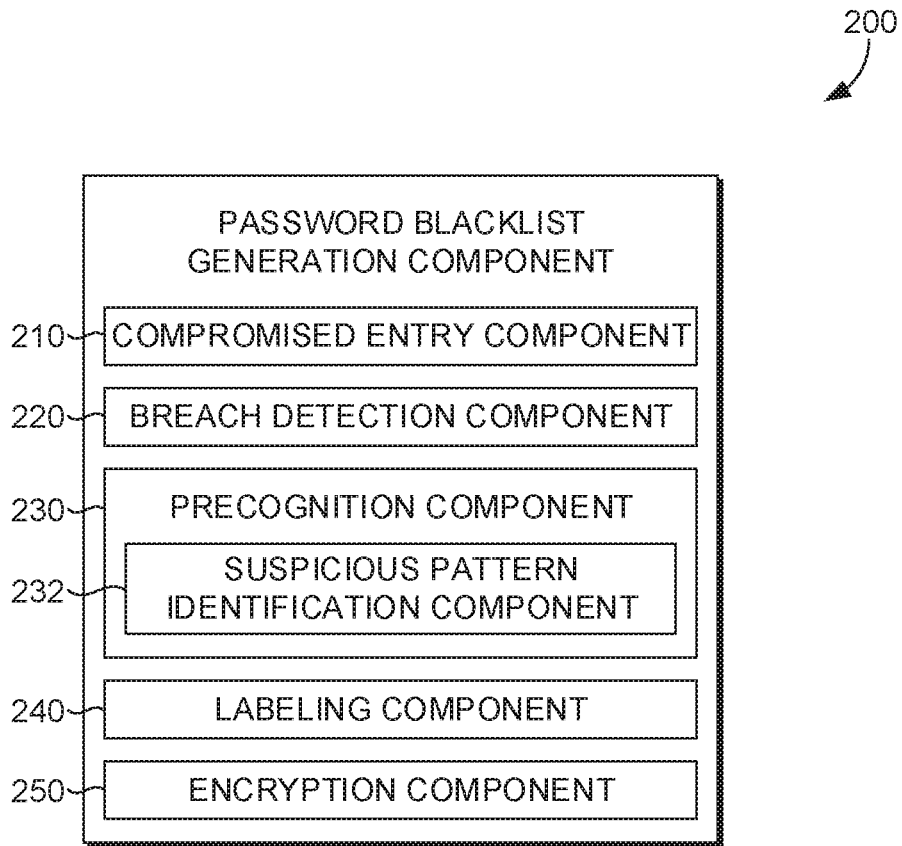 200
PASSWORD BLACKLIST
GENERATION COMPONENT
210 COMPROMISED ENTRY COMPONENT
220 BREACH DETECTION COMPONENT
230 PRECOGNITION COMPONENT
232 SUSPICIOUS PATTERN
IDENTIFICATION COMPONENT
240 LABELING COMPONENT
250 ENCRYPTION COMPONENT